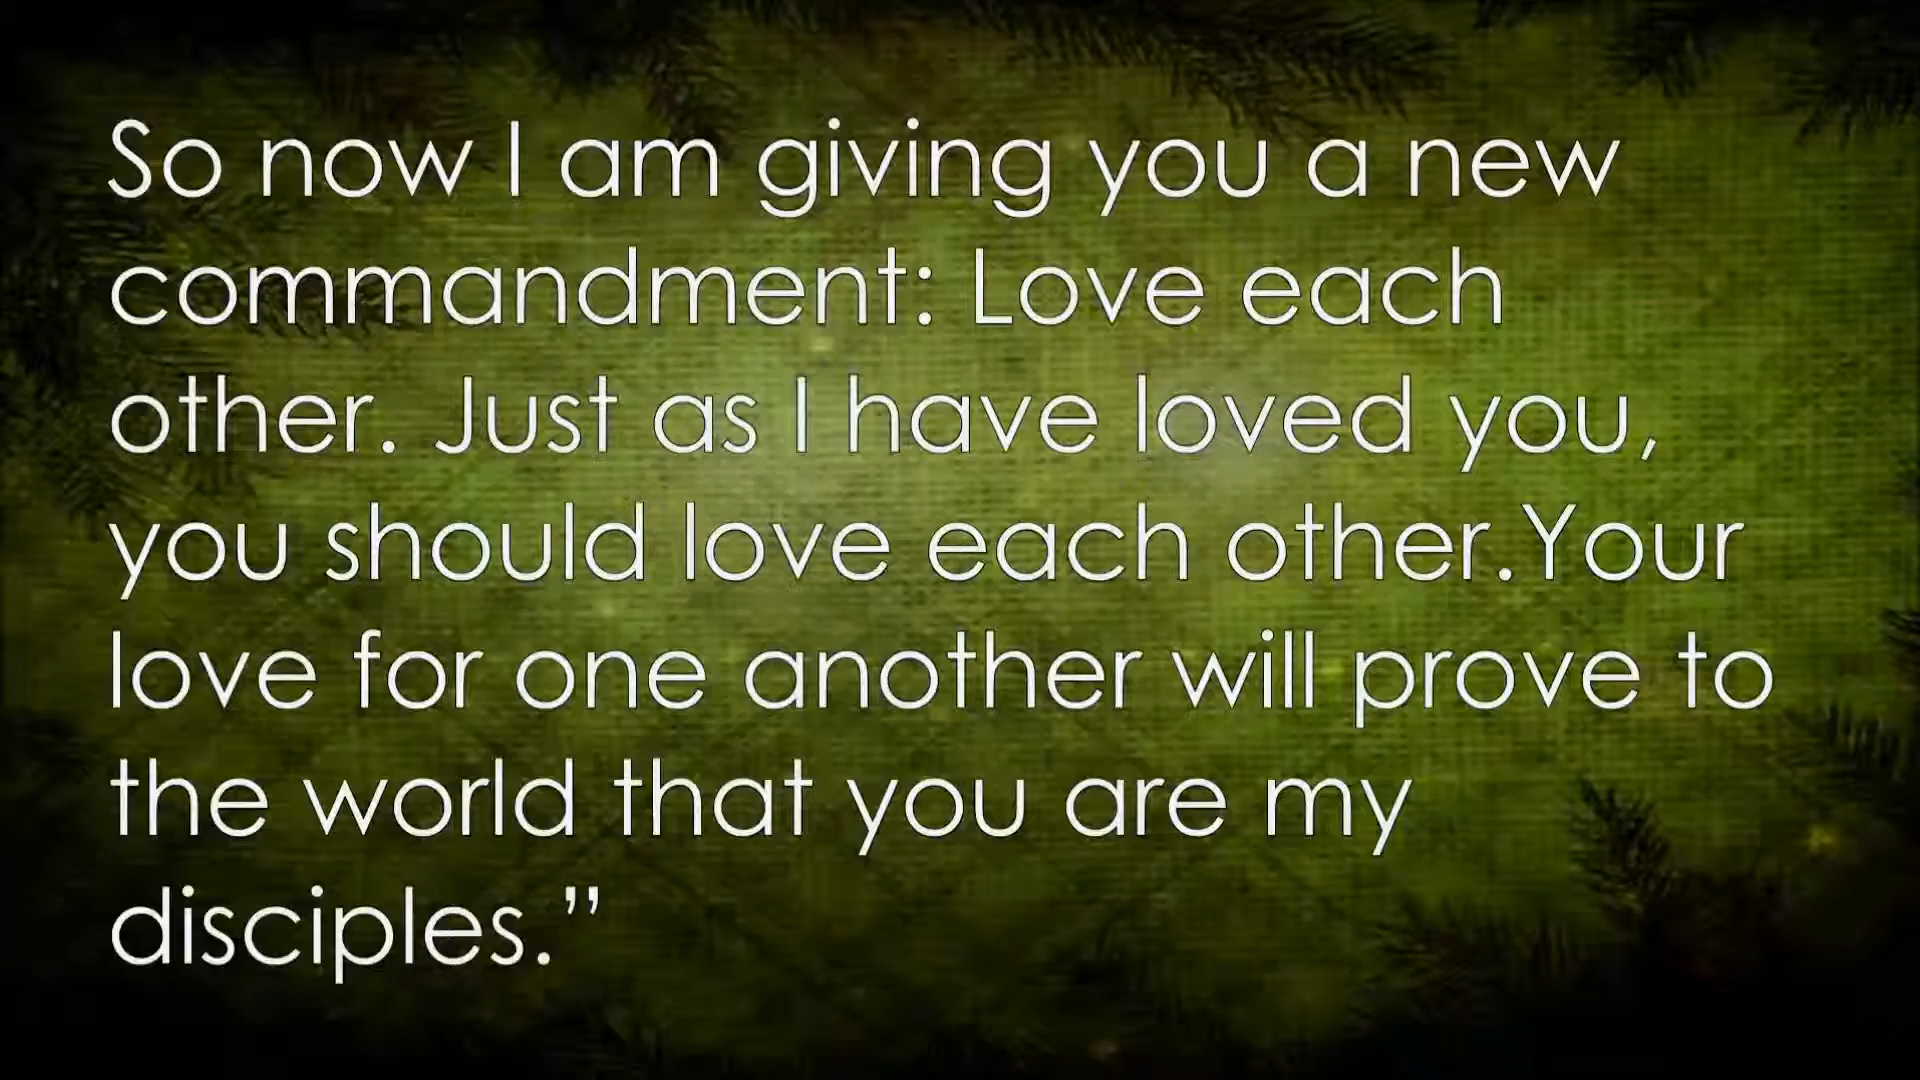 So now I am giving you a new
commandment: Love each
other. Just as I have loved you,
you should love each other.Your
love for one another will prove to
the world that you are my
disciples.”